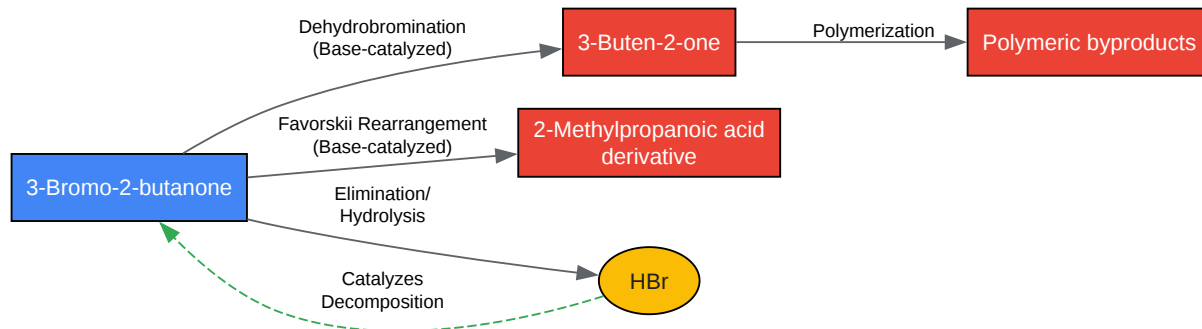 Dehydrobromination
(Base-catalyzed)
3-Buten-2-one
Polymerization
Polymeric byproducts
Favorskii Rearrangement
(Base-catalyzed)
2-Methylpropanoic acid
derivative
3-Bromo-2-butanone
Elimination/
Hydrolysis
HBr
Catalyzes
Decomposition